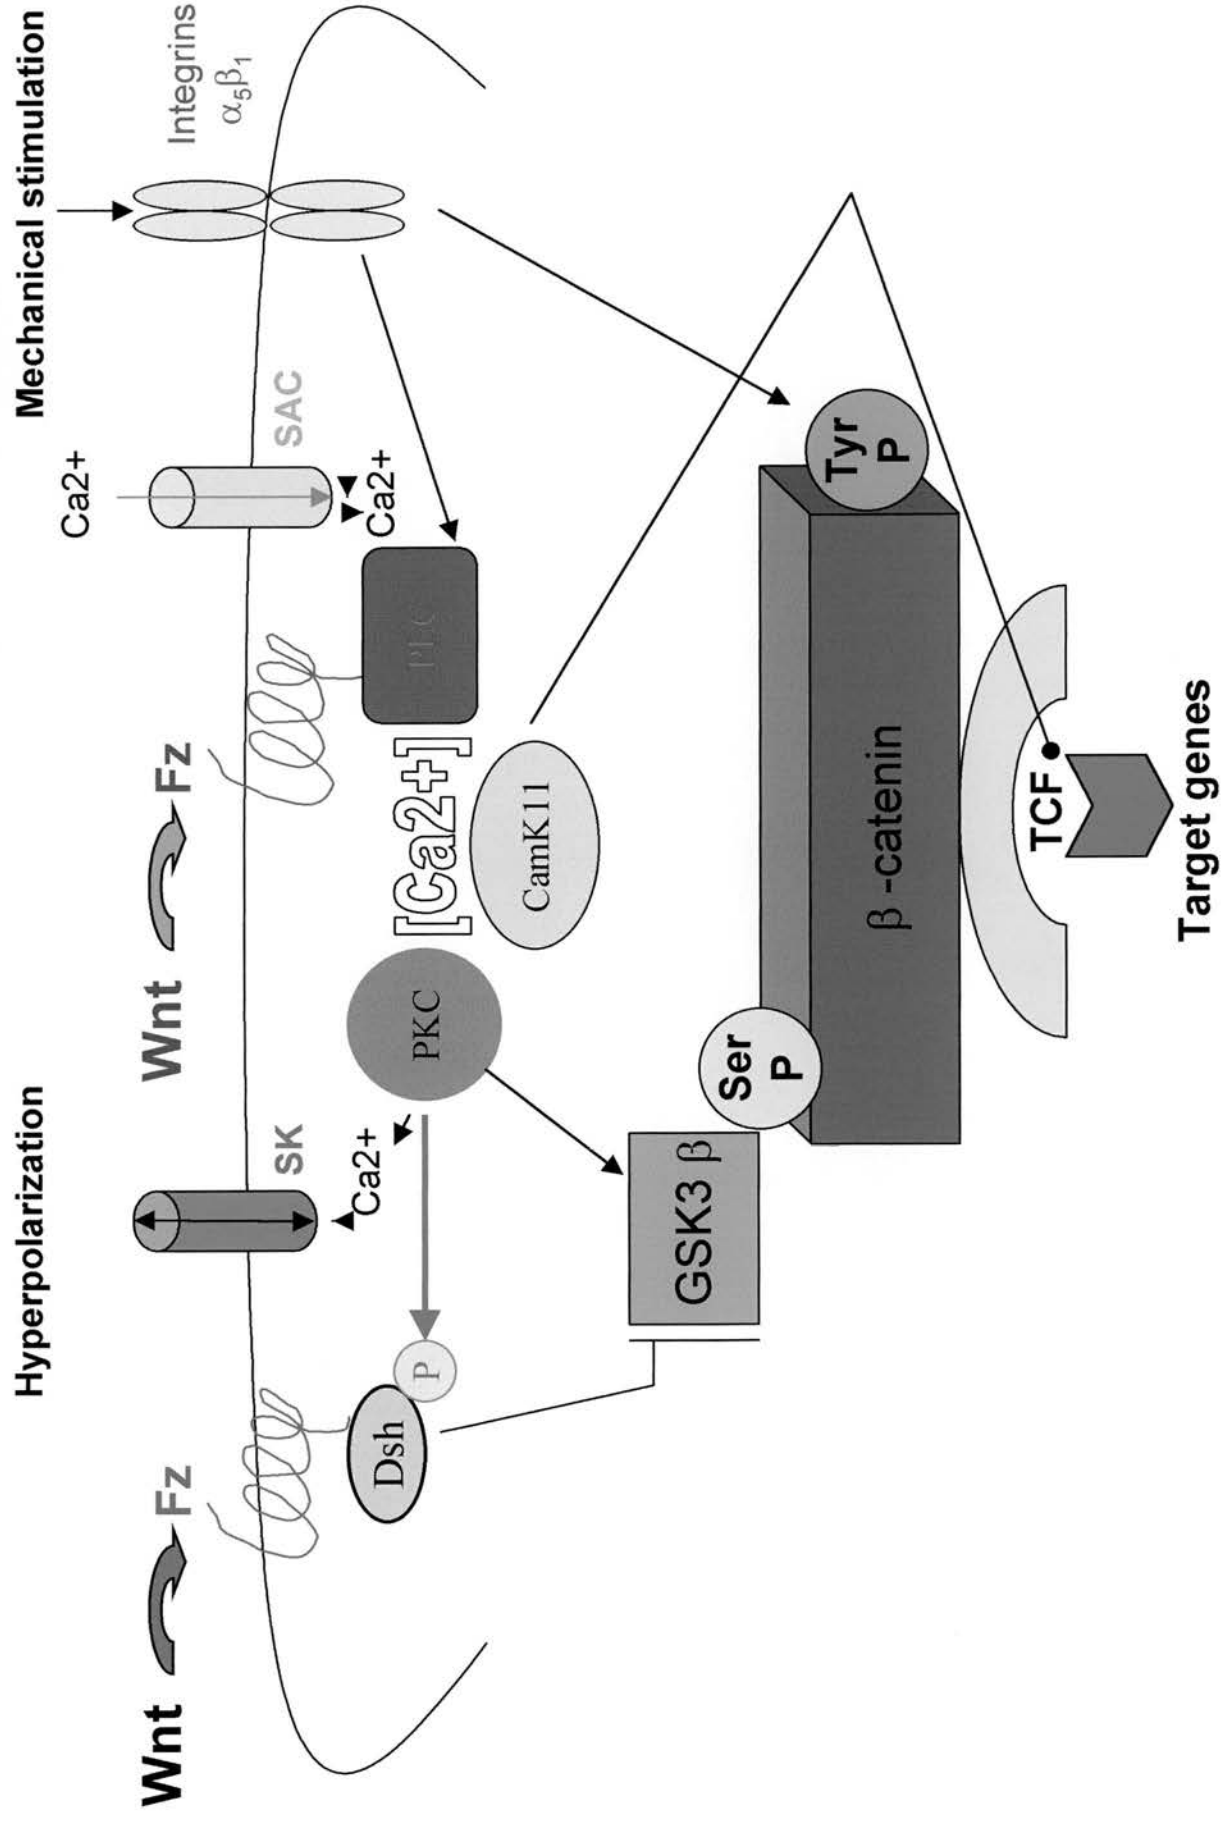 Hyperpolarization
Mechanical stimulation
Ca2+
Wnt
Fz
Wnt
Fz
Integrins
α5β1
SK
SAC
Ca2+
Ca2+
Dsh
P
PKC
[Ca2+]
CamK11
GSK3 β
Ser
P
Tyr
P
β -catenin
TCF
Target genes